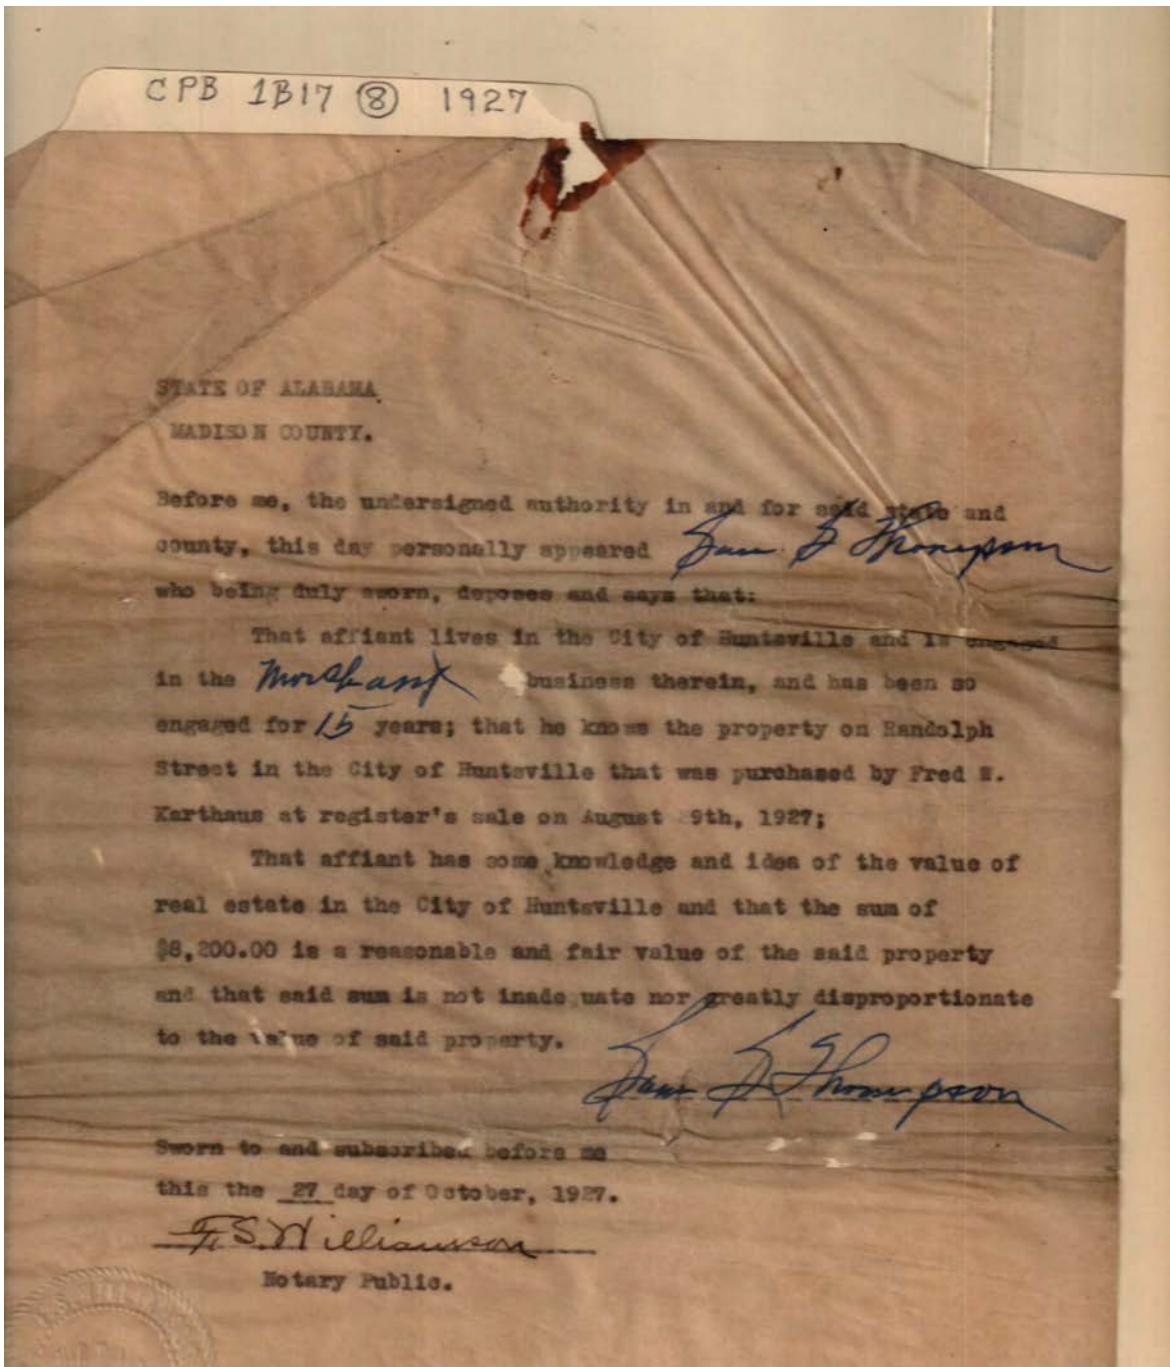 CPB 1B17 8 1927
STATE OF ALABAMA
MADISON COUNTY.
Before me, the undersigned authority in and for said state and
county, this day personally appeared Sam S Thompson
who being duly sworn, deposes and says that:
That affiant lives in the City of Huntsville and is engaged
in the Merchant business therein, and has been so
engaged for 15 years; that he knows the property on Randolph
Street in the City of Huntsville that was purchased by Fred W.
Karthaus at register's sale on August 9th, 1927;
That affiant has some knowledge and idea of the value of
real estate in the City of Huntsville and that the sum of
$8,200.00 is a reasonable and fair value of the said property
and that said sum is not inade uate nor greatly disproportionate
to the value of said property.
Sam S Thompson
Sworn to and subscribed before me
this the 27 day of October, 1927.
F.S. Williamson
Notary Public.